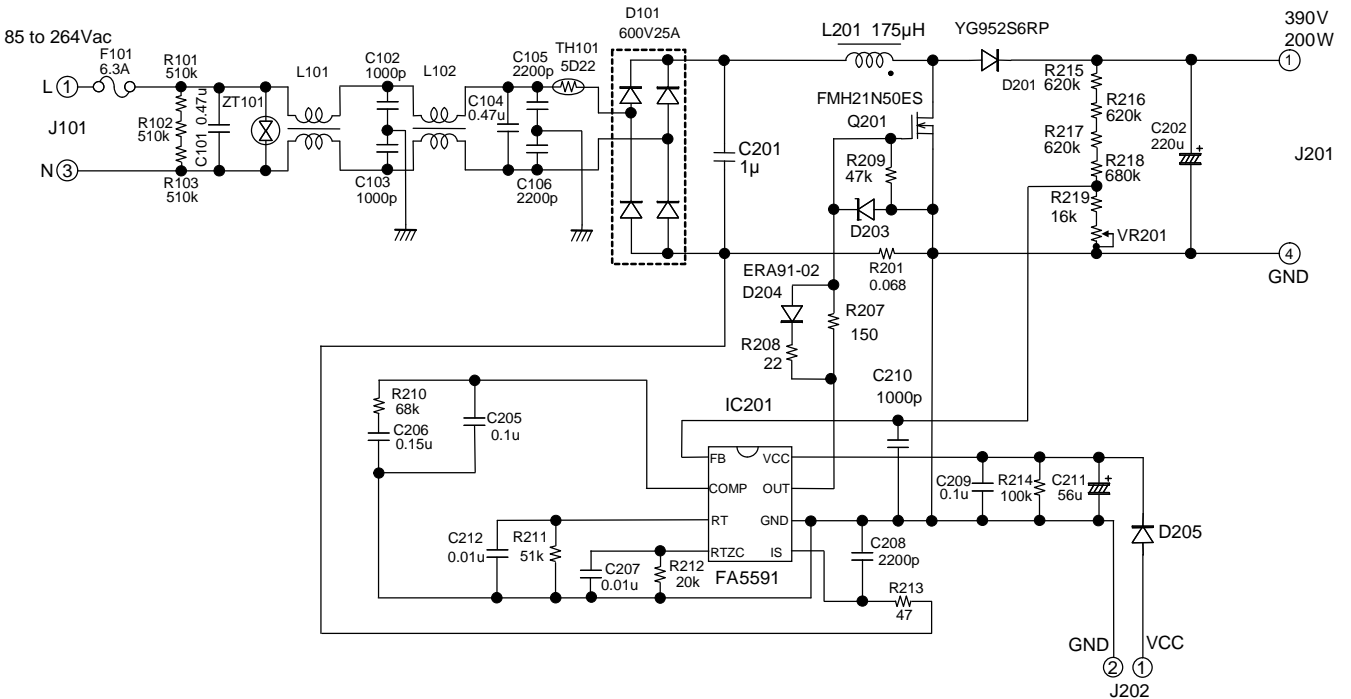 D101
600V25A
390V
200W
85 to 264Vac
L201 175μH
YG952S6RP
F101
6.3A
R101
510k
L101
C102
1000p
L102
C105
2200p
TH101
5D22
L 1
1
J101
R102
510k
C101 0.47u
ZT101
C104
0.47u
D201
R215
620k
FMH21N50ES
Q201
R216
620k
C201
1μ
R209
47k
R217
620k
C202
220u
+
J201
N 3
R103
510k
C103
1000p
C106
2200p
R218
680k
R219
16k
D203
VR201
4
GND
R201
0.068
ERA91-02
D204
R207
150
R208
22
C210
1000p
IC201
R210
68k
C206
0.15u
C205
0.1u
FB
VCC
COMP
OUT
RT
GND
RTZC
IS
FA5591
C209
0.1u
R214
100k
C211
56u
+
D205
C212
0.01u
R211
51k
C207
0.01u
R212
20k
C208
2200p
R213
47
GND
VCC
2
1
J202